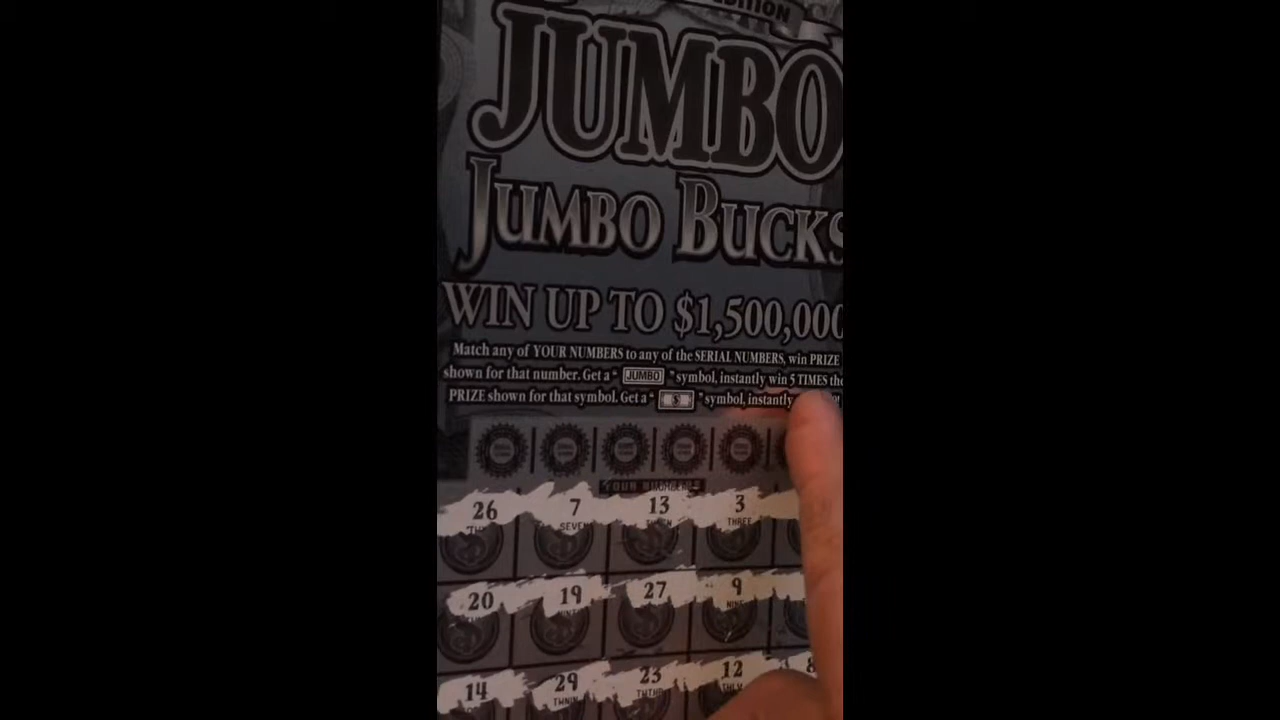 EDITION
JUMBO
JUMBO BUCKS
WIN UP TO $1,500,000
Match any of YOUR NUMBERS to any of the SERIAL NUMBERS, win PRIZE
shown for that number. Get a "JUMBO" symbol, instantly win 5 TIMES the
PRIZE shown for that symbol. Get a "$" symbol, instantly
YOUR NUMBERS
26 7 13 3
SEVEN THREE
20 19 27 9
14 29 23 12 8